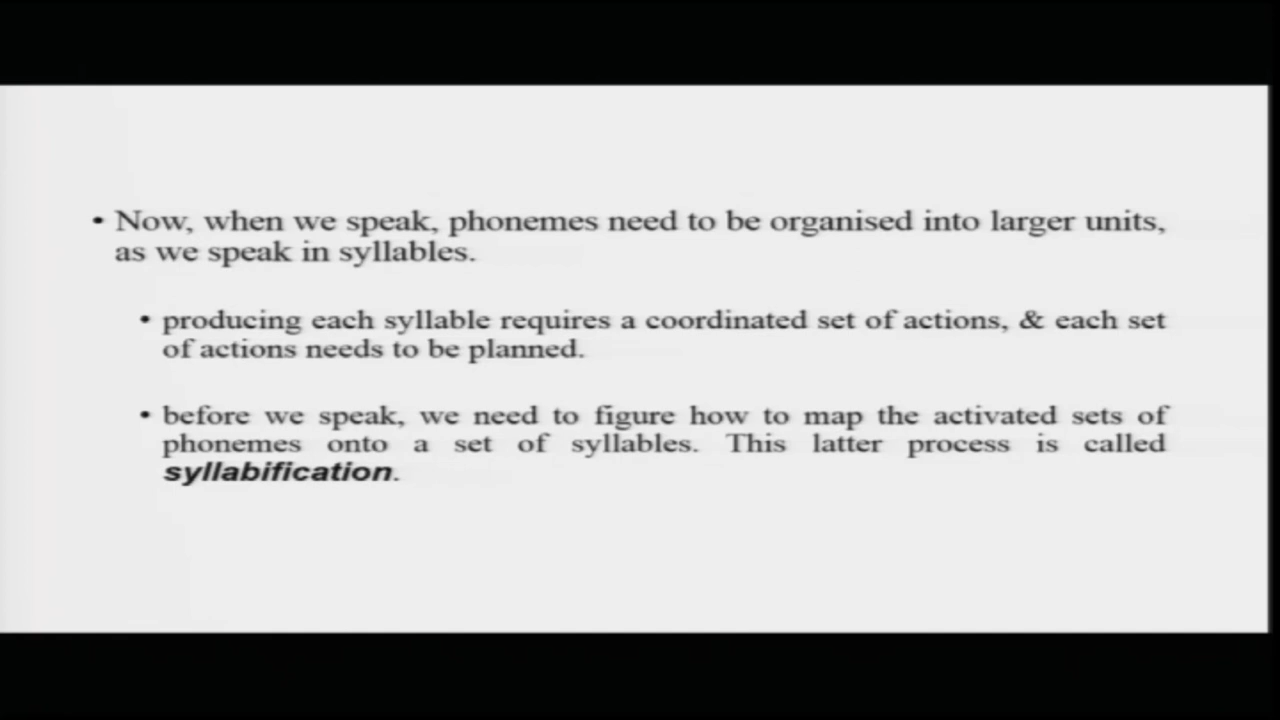 • Now, when we speak, phonemes need to be organised into larger units,
as we speak in syllables.
• producing each syllable requires a coordinated set of actions, & each set
of actions needs to be planned.
• before we speak, we need to figure how to map the activated sets of
phonemes onto a set of syllables. This latter process is called
syllabification.